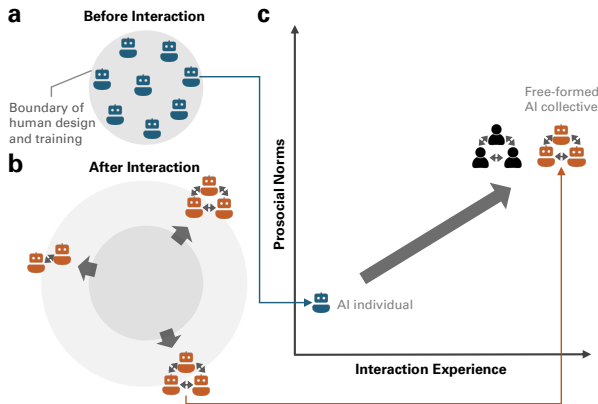 a
Before Interaction
Boundary of
human design
and training
b
After Interaction
c
Prosocial Norms
Free-formed
AI collective
AI individual
Interaction Experience